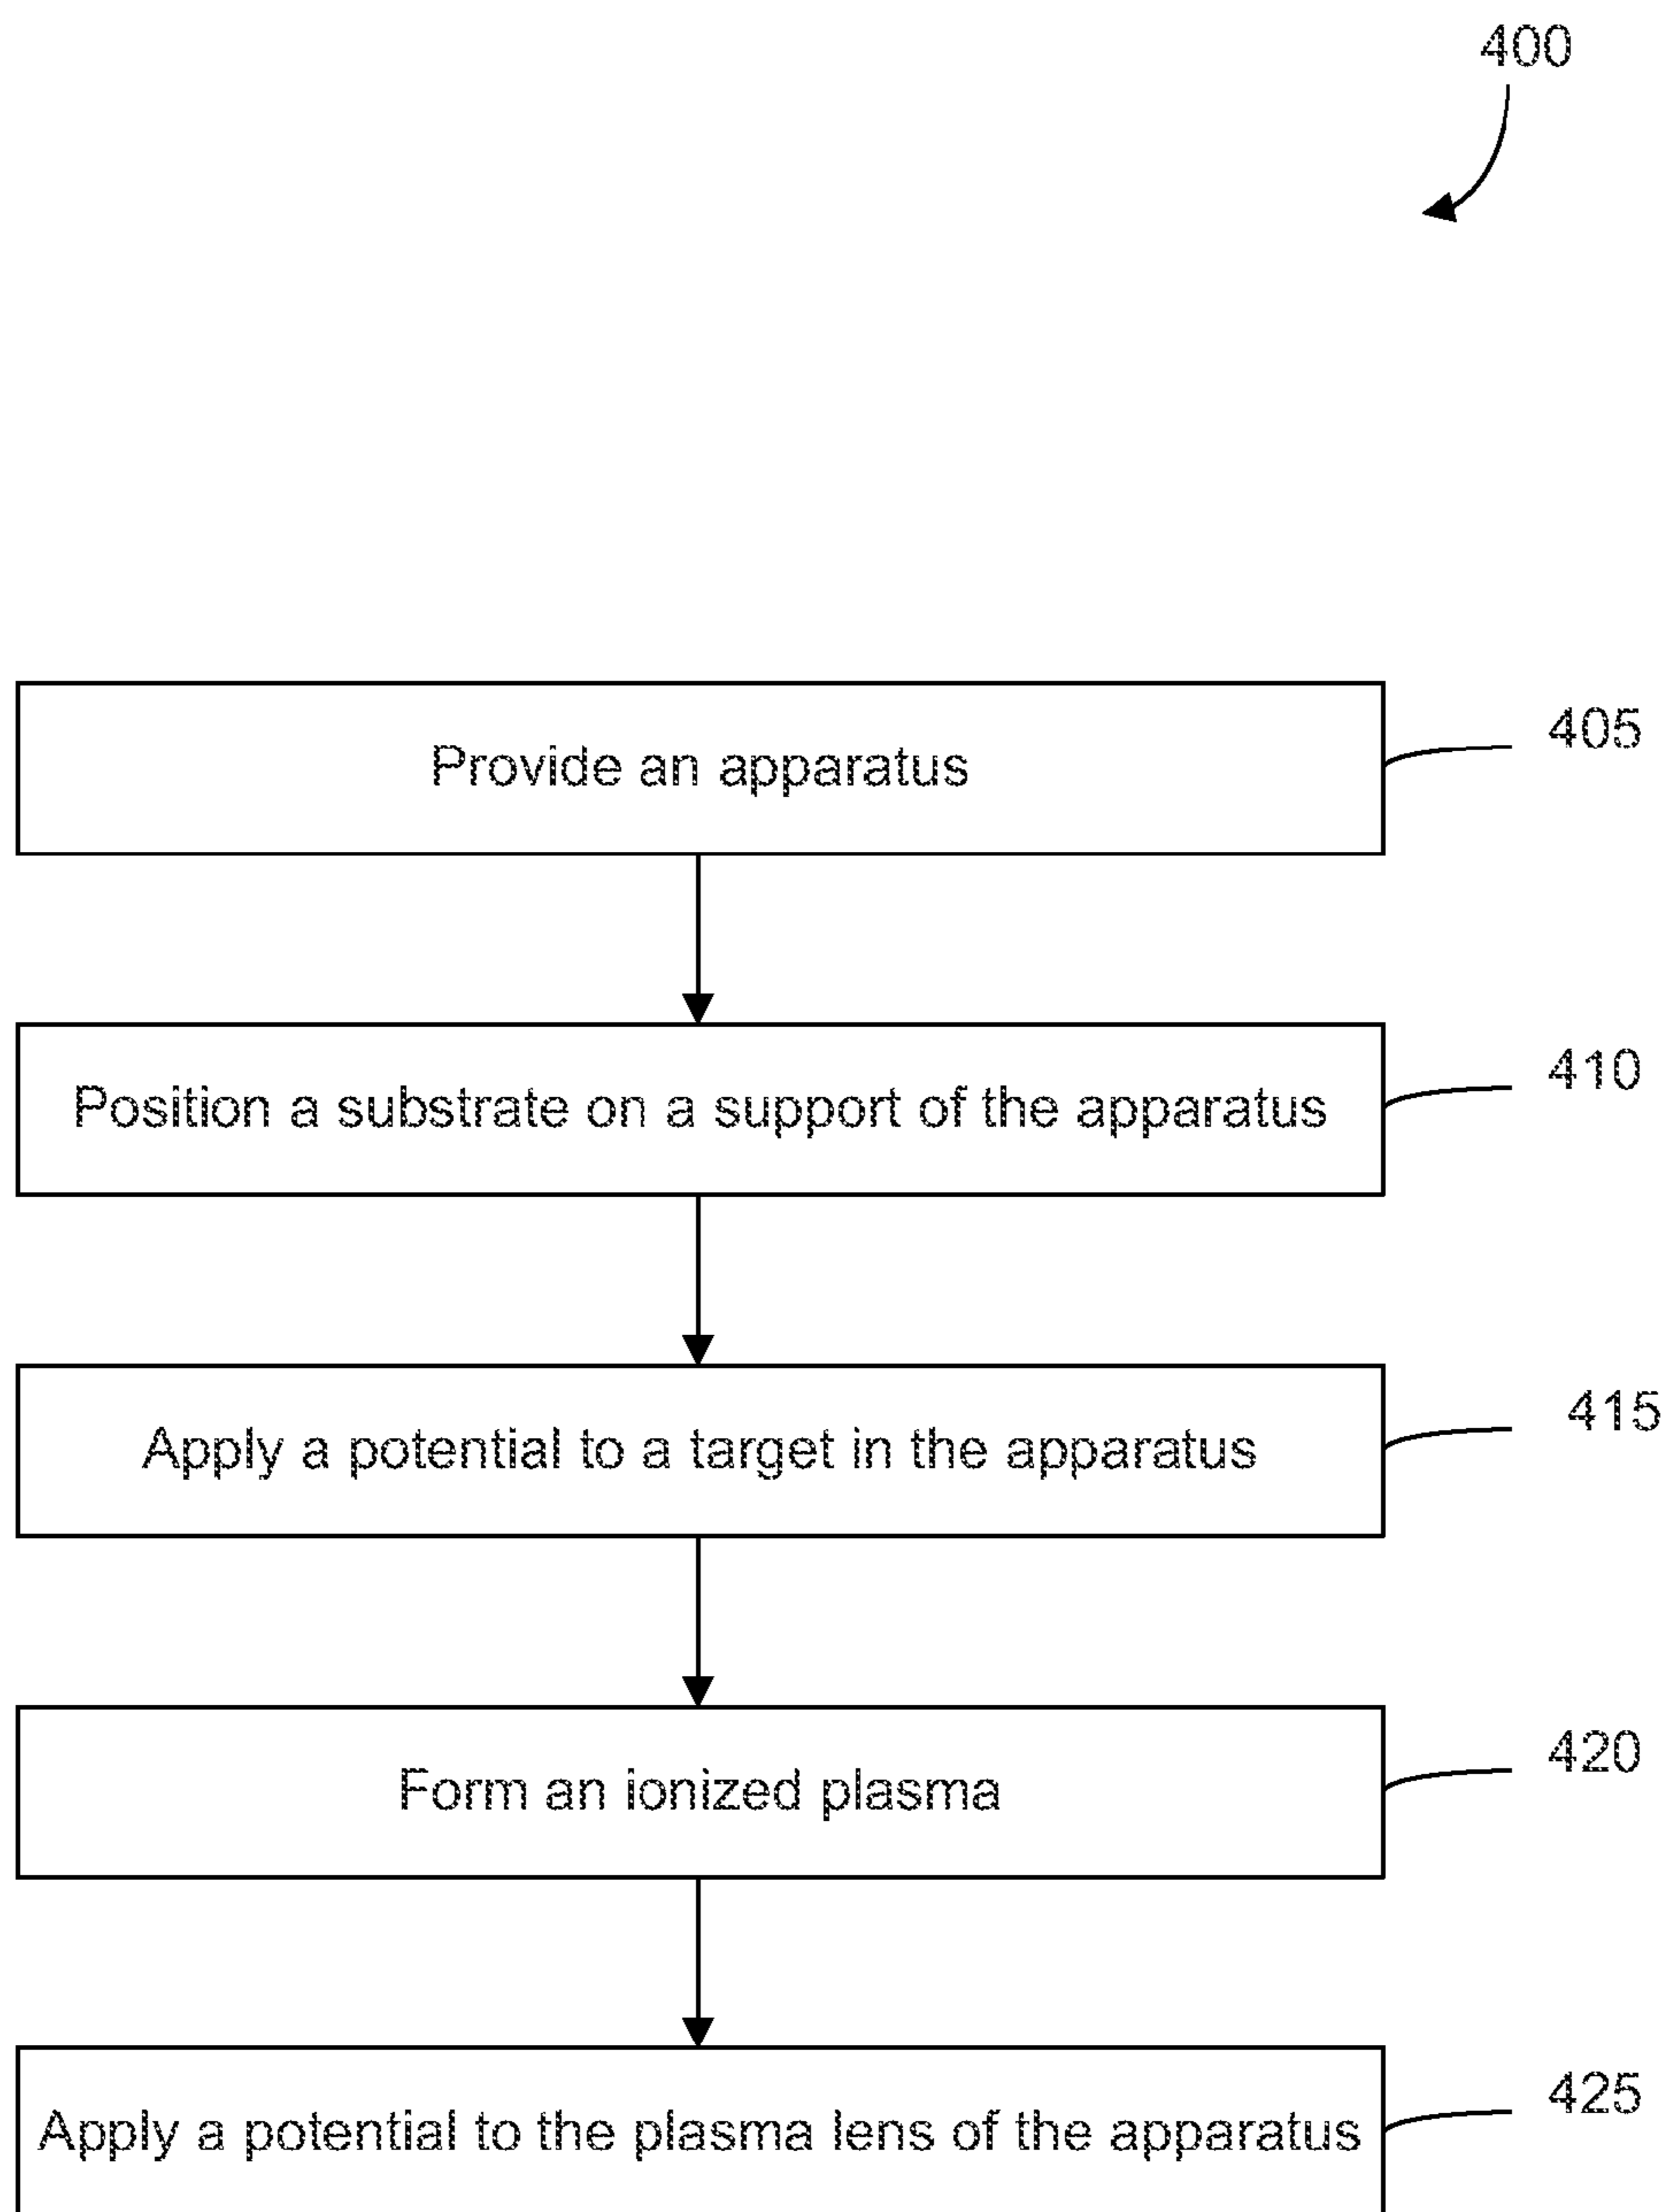 400
Provide an apparatus
405
Position a substrate on a support of the apparatus
410
Apply a potential to a target in the apparatus
415
Form an ionized plasma
420
Apply a potential to the plasma lens of the apparatus
425